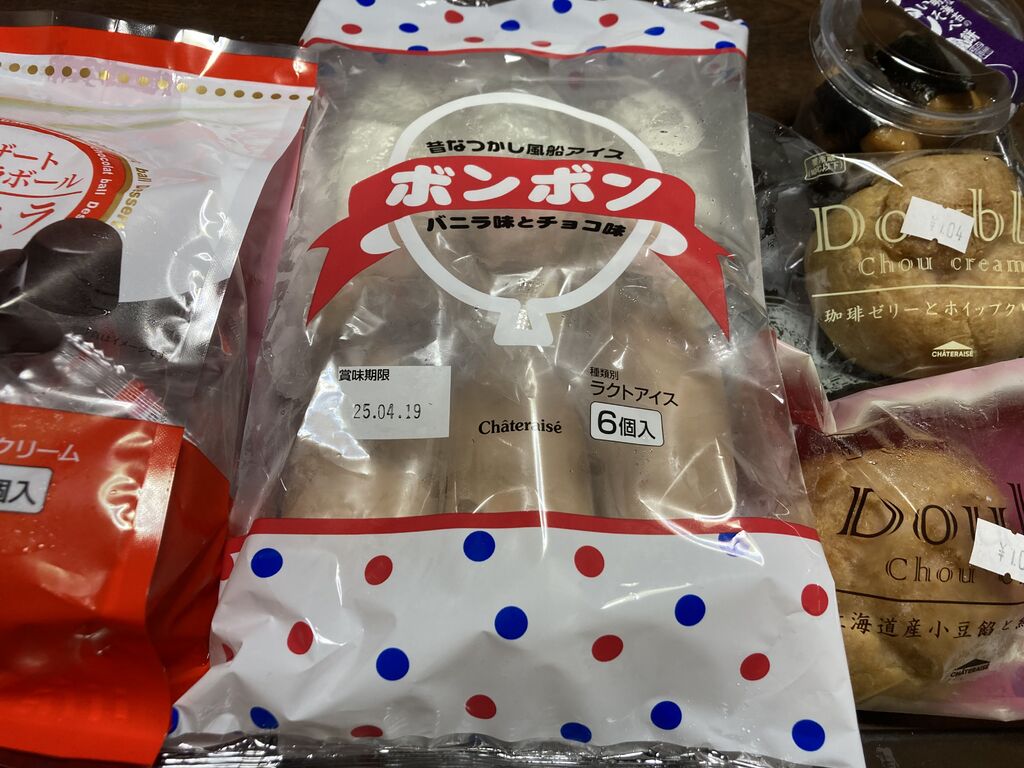 昔なつかし風船アイス
ボンボン
バニラ味とチョコ味
賞味期限
25.04.19
Châteraisé
種類別
ラクトアイス
6個入
ザート
ラボール
ラ
クリーム
個入
Doubl
Chou cream
珈琲ゼリーとホイップク
CHÂTERAISÉ
Dou
Chou
海道産小豆餡と
CHÂTERAISÉ